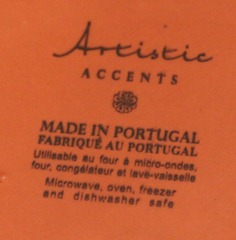 Artistic
ACCENTS
MADE IN PORTUGAL
FABRIQUÉ AU PORTUGAL
Utilisable au four à micro-ondes,
four, congélateur et lave-vaisselle
Microwave, oven, freezer
and dishwasher safe